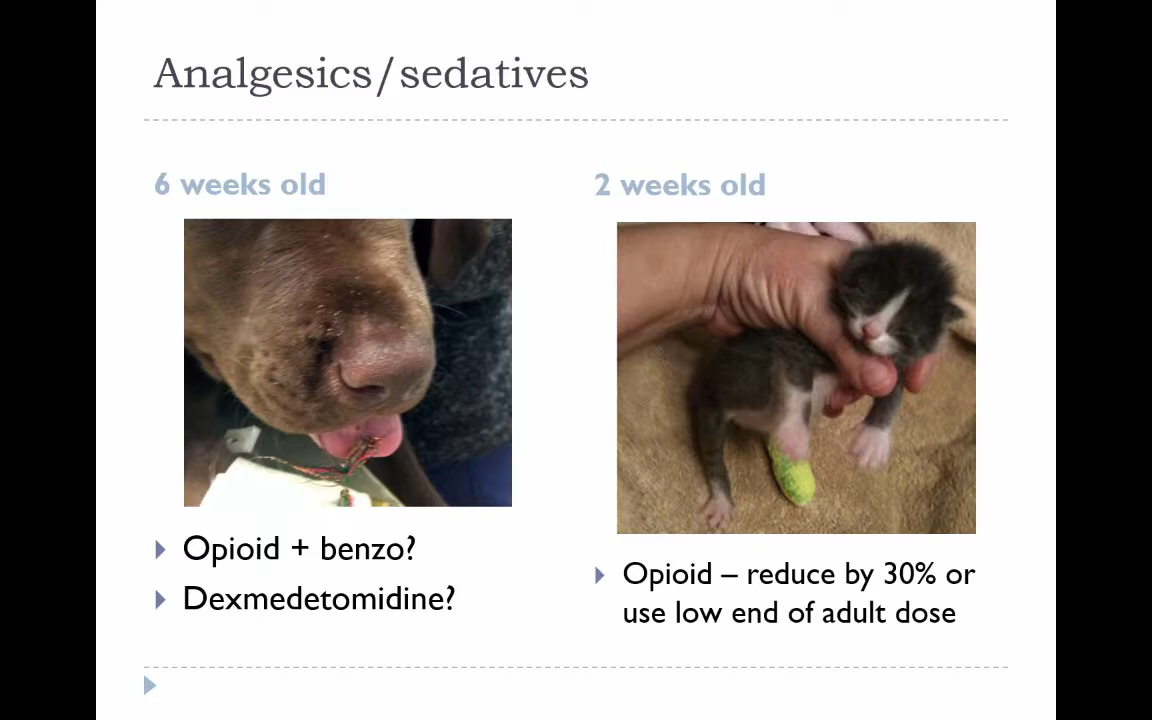 Analgesics/sedatives
6 weeks old
Opioid + benzo?
Dexmedetomidine?
2 weeks old
Opioid – reduce by 30% or
use low end of adult dose